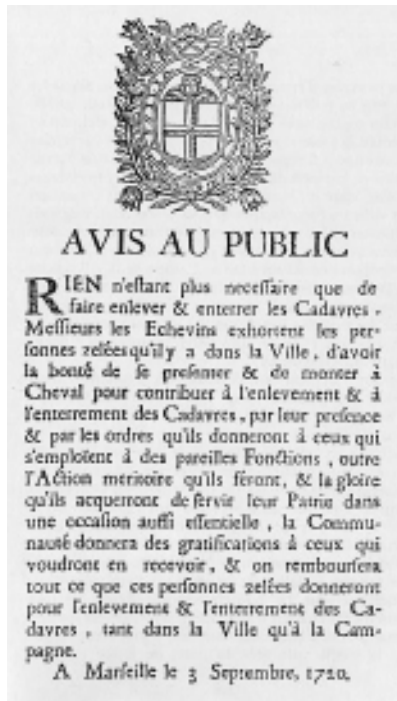 AVIS AU PUBLIC
RIEN n'eſtant plus neceſſaire que de
faire enlever & enterrer les Cadavres,
Meſſieurs les Echevins exhortent les per-
ſonnes zelées qu'il y a dans la Ville, d'avoir
la bonté de ſe preſenter & de monter à
Cheval pour contribuer à l'enlevement & à
l'enterrement des Cadavres, par leur preſence
& par les ordres qu'ils donneront à ceux qui
s'emploient à des pareilles Fonctions, outre
l'Action meritoire qu'ils feront, & la gloire
qu'ils acquerront de ſervir leur Patrie dans
une occaſion auſſi eſſentielle, la Commu-
nauté donnera des gratifications à ceux qui
voudront en recevoir, & on rembourſera
tout ce que ces perſonnes zelées donneront
pour l'enlevement & l'enterrement des Ca-
davres, tant dans la Ville qu'à la Cam-
pagne.
A Marſeille le 3 Septembre, 1720.